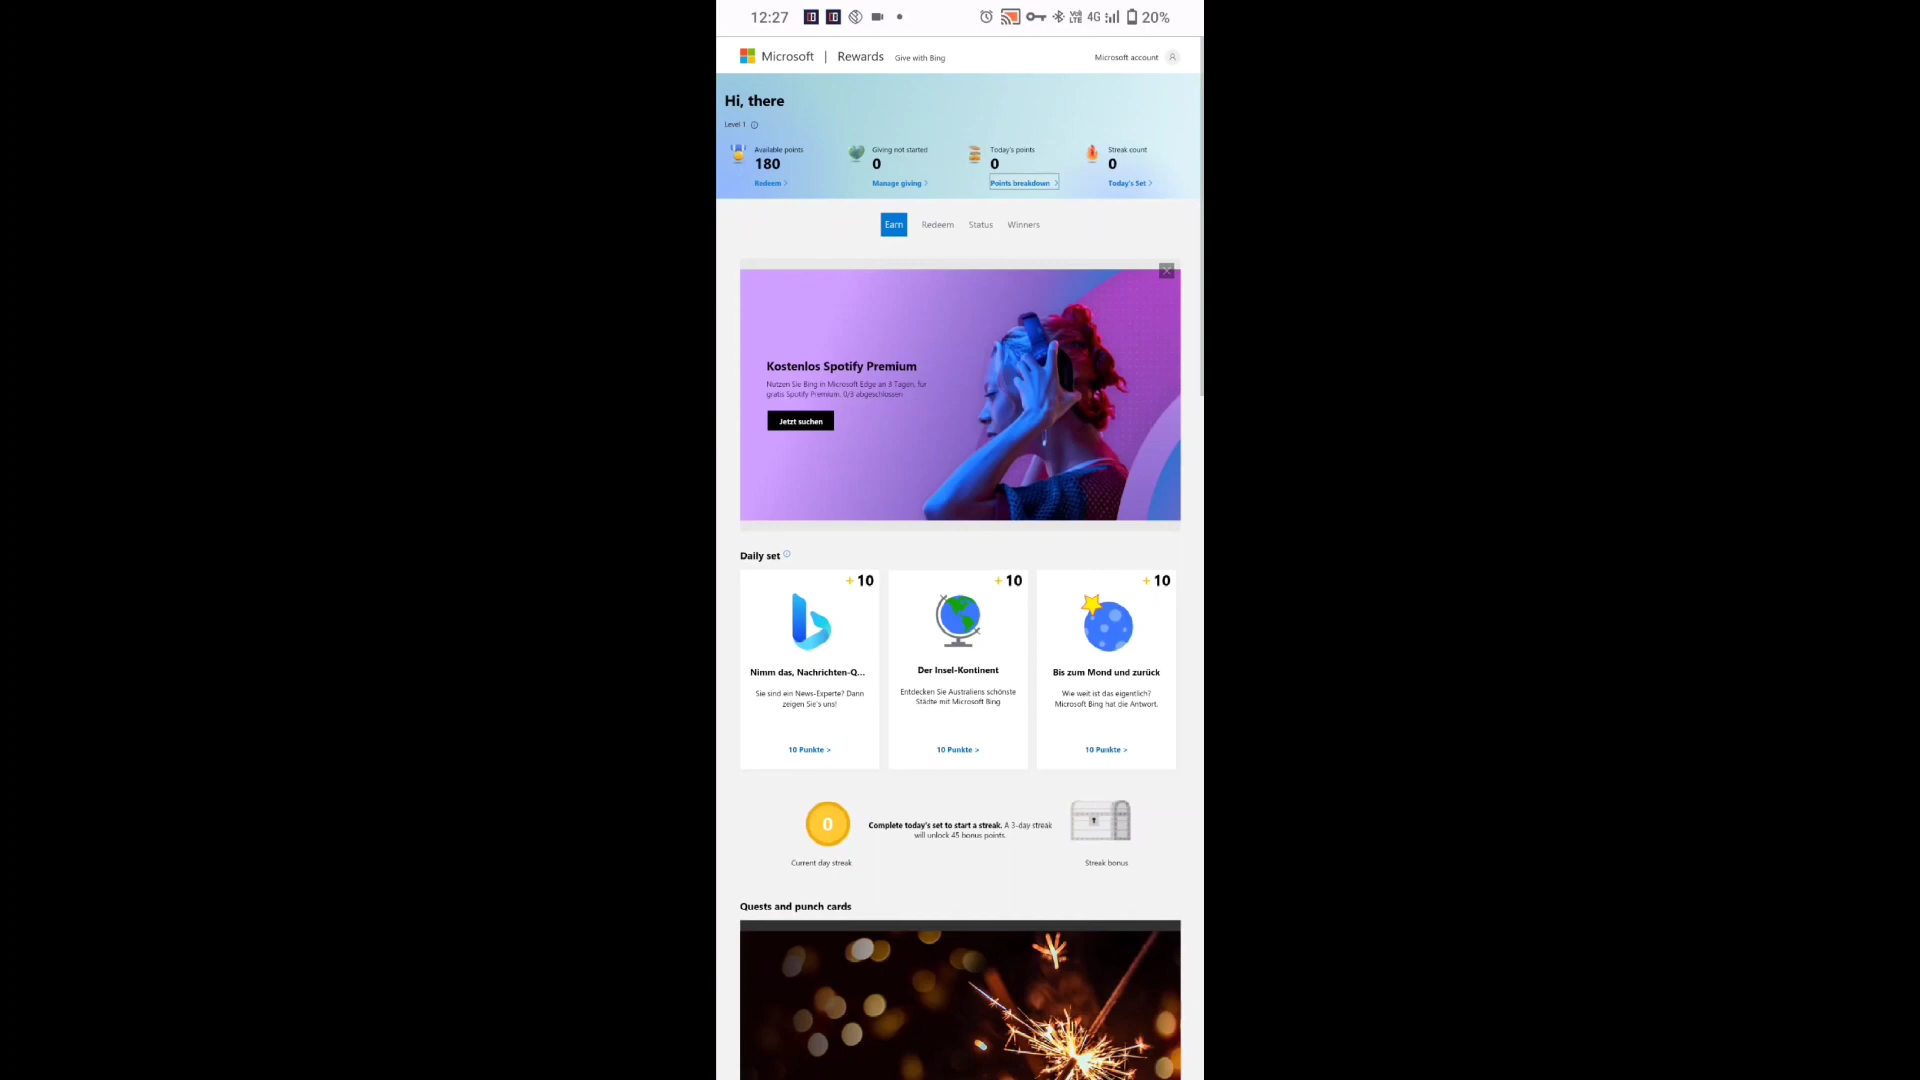 12:27
4G
20%
Microsoft | Rewards Give with Bing
Microsoft account
Hi, there
Level 1
Available points
180
Redeem >
Giving not started
0
Manage giving >
Today's points
0
Points breakdown >
Streak count
0
Today's Set >
Earn Redeem Status Winners
Kostenlos Spotify Premium
Nutzen Sie Bing in Microsoft Edge an 3 Tagen, für
gratis Spotify Premium. 0/3 abgeschlossen
Jetzt suchen
Daily set
+ 10
Nimm das, Nachrichten-Q...
Sie sind ein News-Experte? Dann
zeigen Sie's uns!
10 Punkte >
+ 10
Der Insel-Kontinent
Entdecken Sie Australiens schönste
Städte mit Microsoft Bing
10 Punkte >
+ 10
Bis zum Mond und zurück
Wie weit ist das eigentlich?
Microsoft Bing hat die Antwort.
10 Punkte >
0
Current day streak
Complete today's set to start a streak. A 3-day streak
will unlock 45 bonus points.
Streak bonus
Quests and punch cards